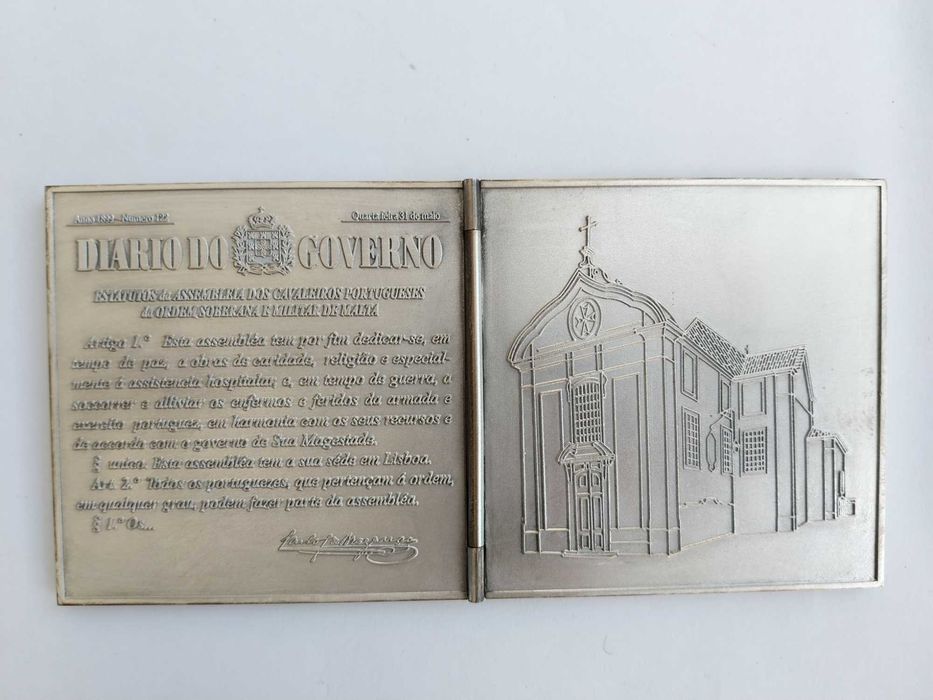 Anno 1899 - Numero 122
Quarta feira 31 de maio
DIARIO DO GOVERNO
ESTATUTOS da ASSEMBLEIA DOS CAVALEIROS PORTUGUESES
da ORDEM SOBERANA E MILITAR DE MALTA
Artigo 1.º Esta assembléa tem por fim dedicar-se, em
tempo de paz, a obras de caridade, religião e especial-
mente á assistencia hospitalar, e, em tempo de guerra, a
soccorrer e alliviar os enfermos e feridos da armada e
exercito portuguez, em harmonia com os seus recursos e
de accordo com o governo de Sua Magestade.
§ unico. Esta assembléa tem a sua séde em Lisboa.
Art. 2.º Todos os portuguezes, que pertençam á ordem,
em qualquer grau, podem fazer parte da assembléa.
§ 1.º Os...